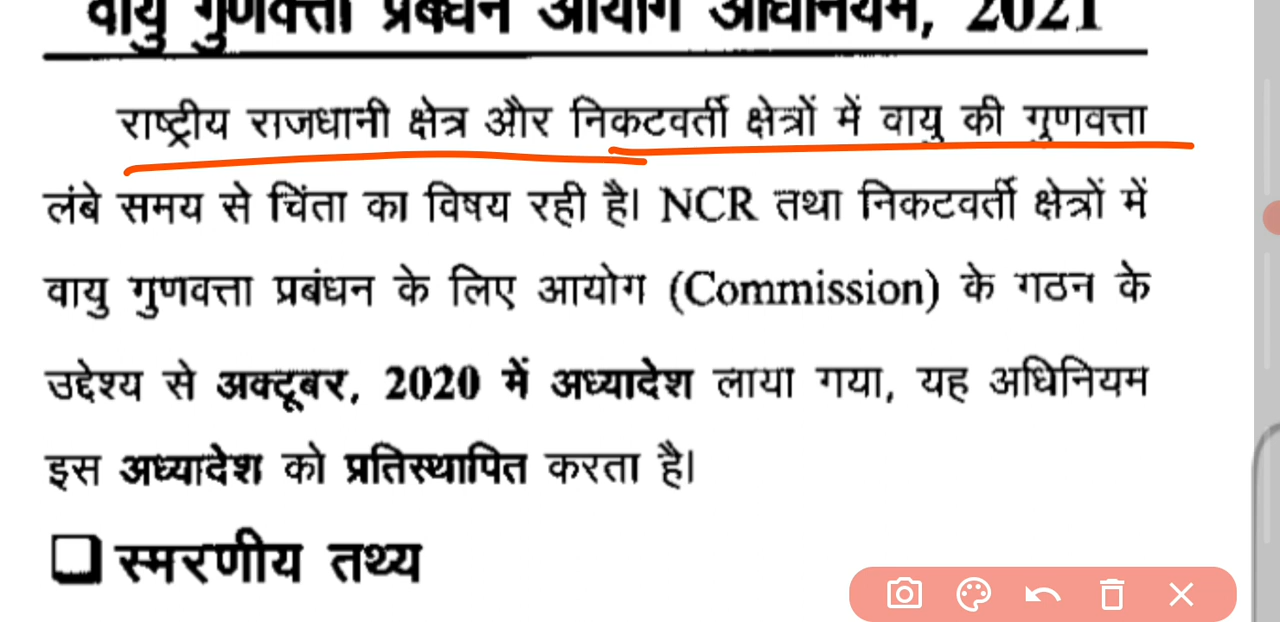 वायु गुणवत्ता प्रबंधन आयोग अधिनियम, 2021
राष्ट्रीय राजधानी क्षेत्र और निकटवर्ती क्षेत्रों में वायु की गुणवत्ता
लंबे समय से चिंता का विषय रही है। NCR तथा निकटवर्ती क्षेत्रों में
वायु गुणवत्ता प्रबंधन के लिए आयोग (Commission) के गठन के
उद्देश्य से अक्टूबर, 2020 में अध्यादेश लाया गया, यह अधिनियम
इस अध्यादेश को प्रतिस्थापित करता है।
❑ स्मरणीय तथ्य